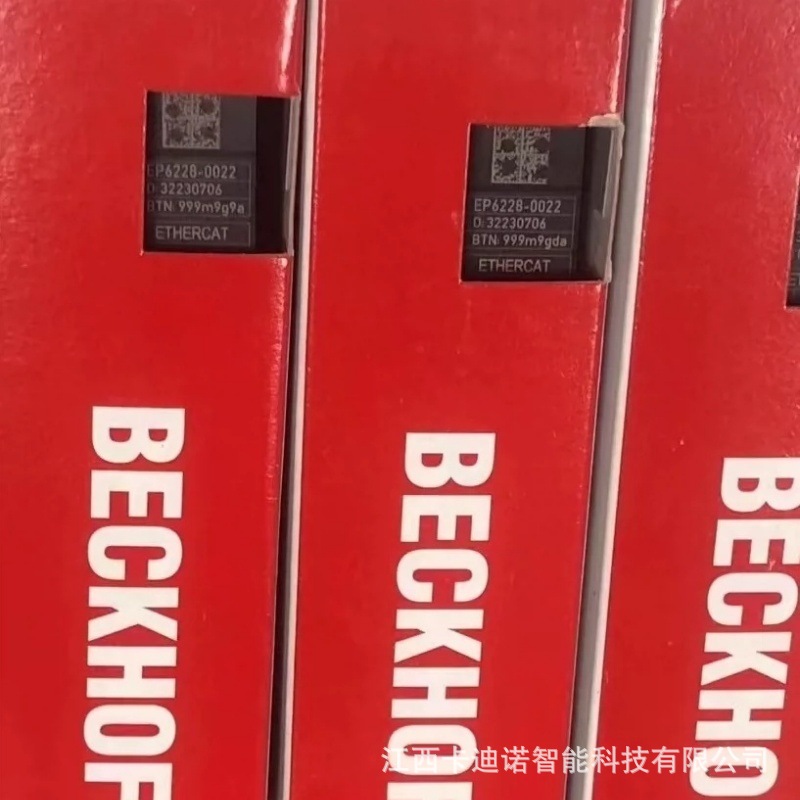 EP6228-0022
D: 32230706
BTN: 999m9g9a
ETHERCAT
EP6228-0022
D: 32230706
BTN: 999m9gda
ETHERCAT
BECKHOF
BECKHOF
BECKHO
江西卡迪诺智能科技有限公司